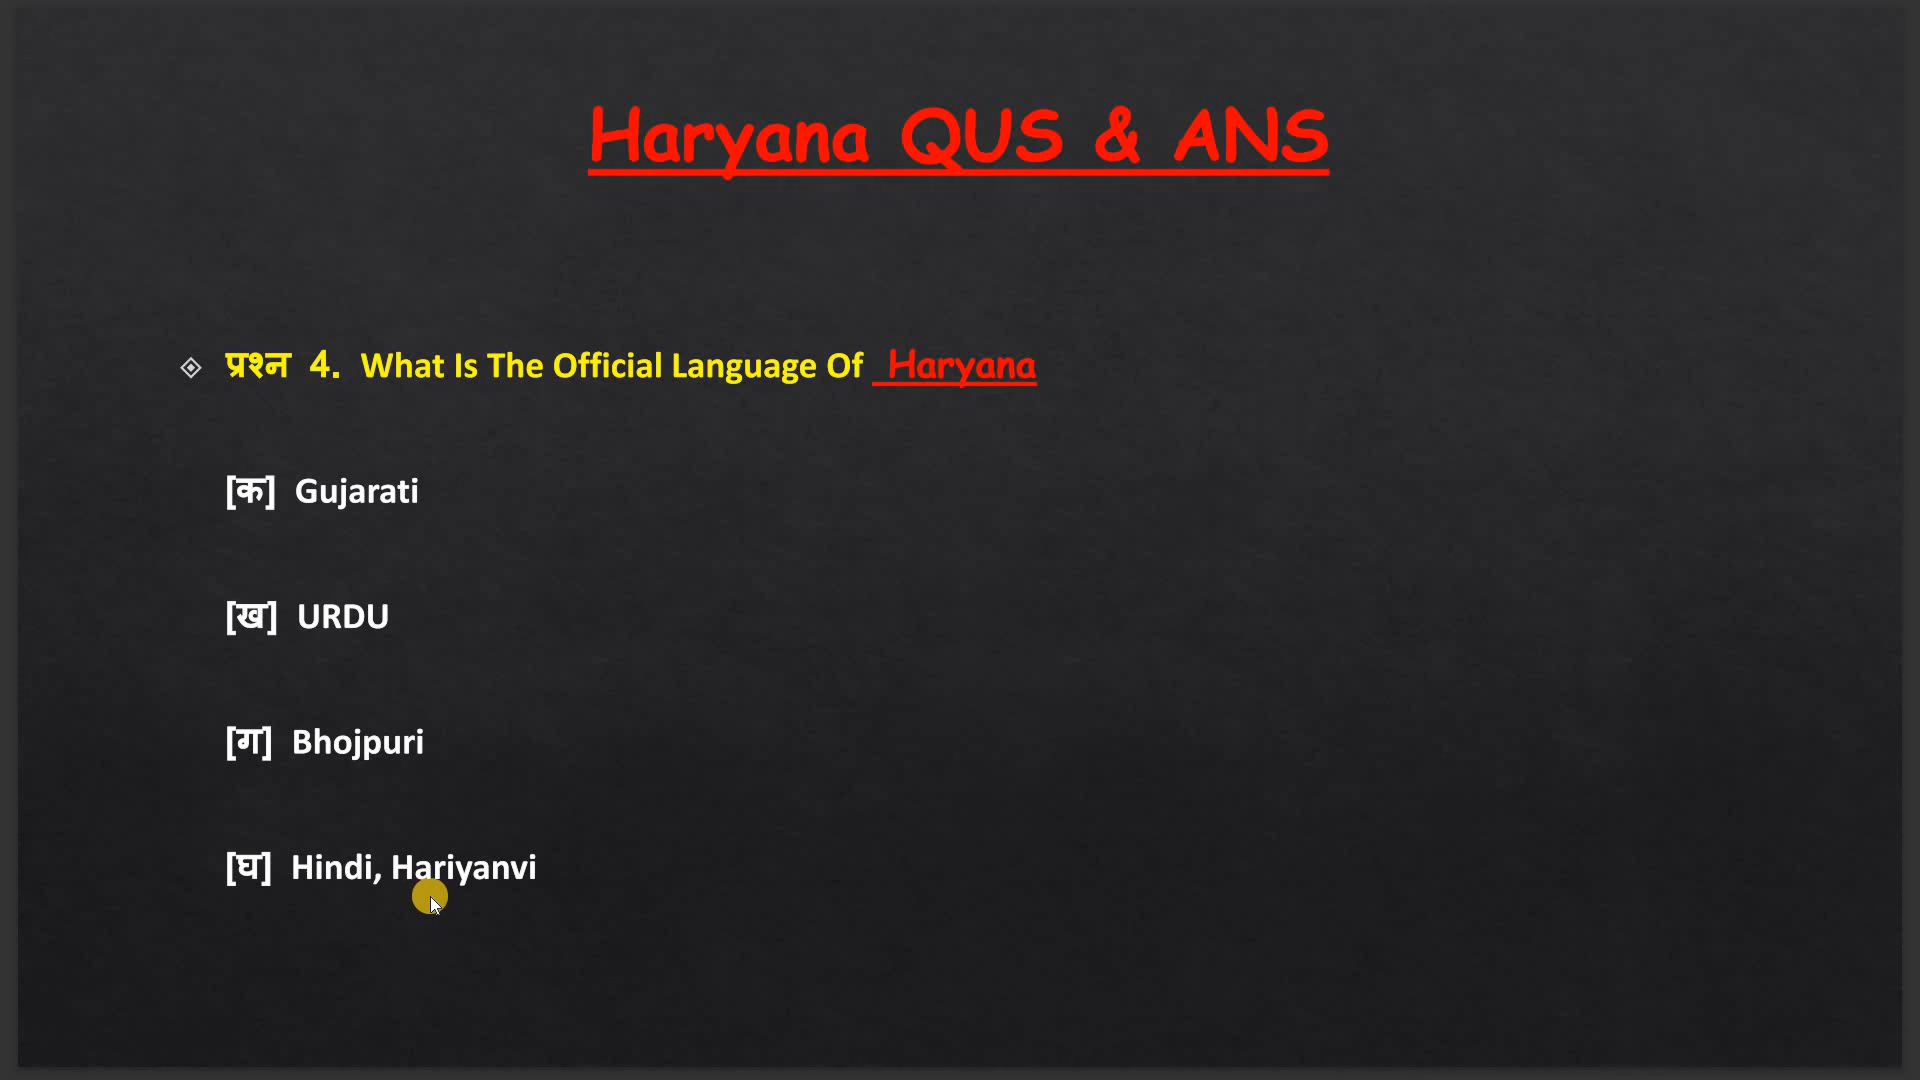 Haryana QUS & ANS
प्रश्न 4. What Is The Official Language Of Haryana
[क] Gujarati
[ख] URDU
[ग] Bhojpuri
[घ] Hindi, Hariyanvi